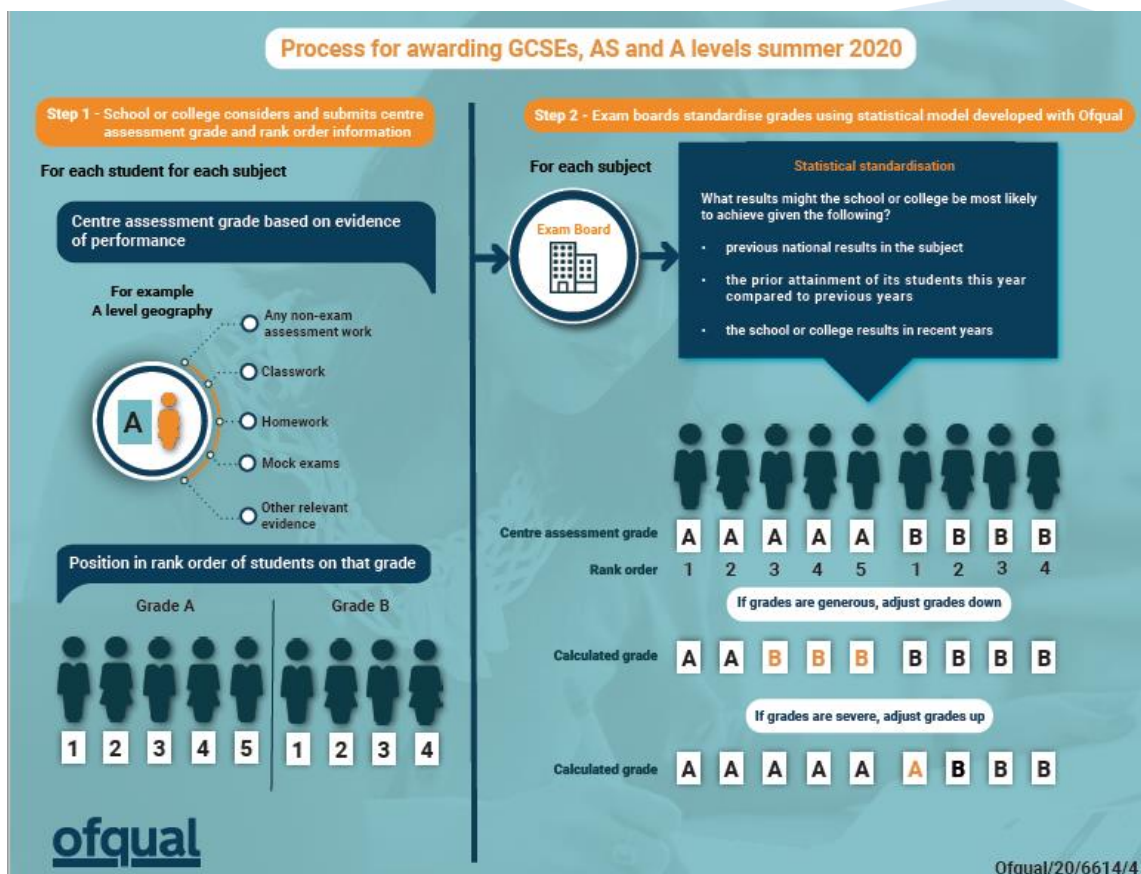 Process for awarding GCSEs, AS and A levels summer 2020
Step 1 - School or college considers and submits centre
assessment grade and rank order information
For each student for each subject
Centre assessment grade based on evidence
of performance
For example
A level geography
A
Any non-exam
assessment work
Classwork
Homework
Mock exams
Other relevant
evidence
Position in rank order of students on that grade
Grade A Grade B
1 2 3 4 5 1 2 3 4
ofqual
Step 2 - Exam boards standardise grades using statistical model developed with Ofqual
For each subject
Exam Board
Statistical standardisation
What results might the school or college be most likely
to achieve given the following?
• previous national results in the subject
• the prior attainment of its students this year
compared to previous years
• the school or college results in recent years
Centre assessment grade A A A A A B B B B
Rank order 1 2 3 4 5 1 2 3 4
If grades are generous, adjust grades down
Calculated grade A A B B B B B B B
If grades are severe, adjust grades up
Calculated grade A A A A A A B B B
Ofqual/20/6614/4